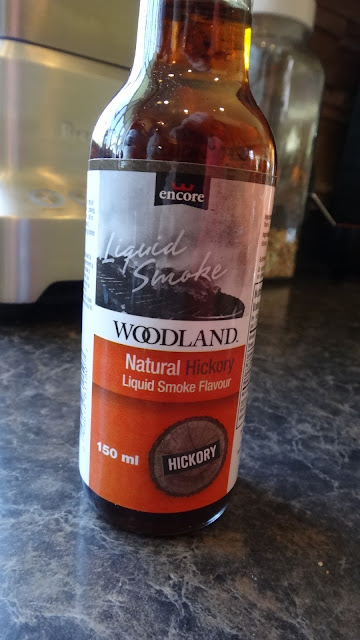 encore
Liquid
Smoke
WOODLAND.
Natural Hickory
Liquid Smoke Flavour
150 ml
HICKORY